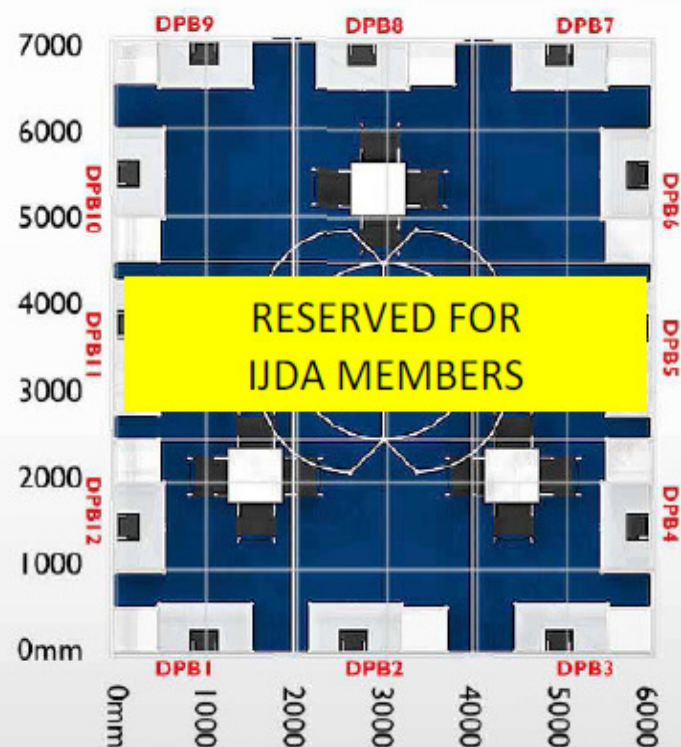 DPB9 DPB8 DPB7
7000
6000
DPB10 DPB6
5000
4000
RESERVED FOR
DPB11 DPB5
IJDA MEMBERS
3000
2000
DPB12 DPB4
1000
0mm
DPB1 DPB2 DPB3
0mm 1000 2000 3000 4000 5000 6000